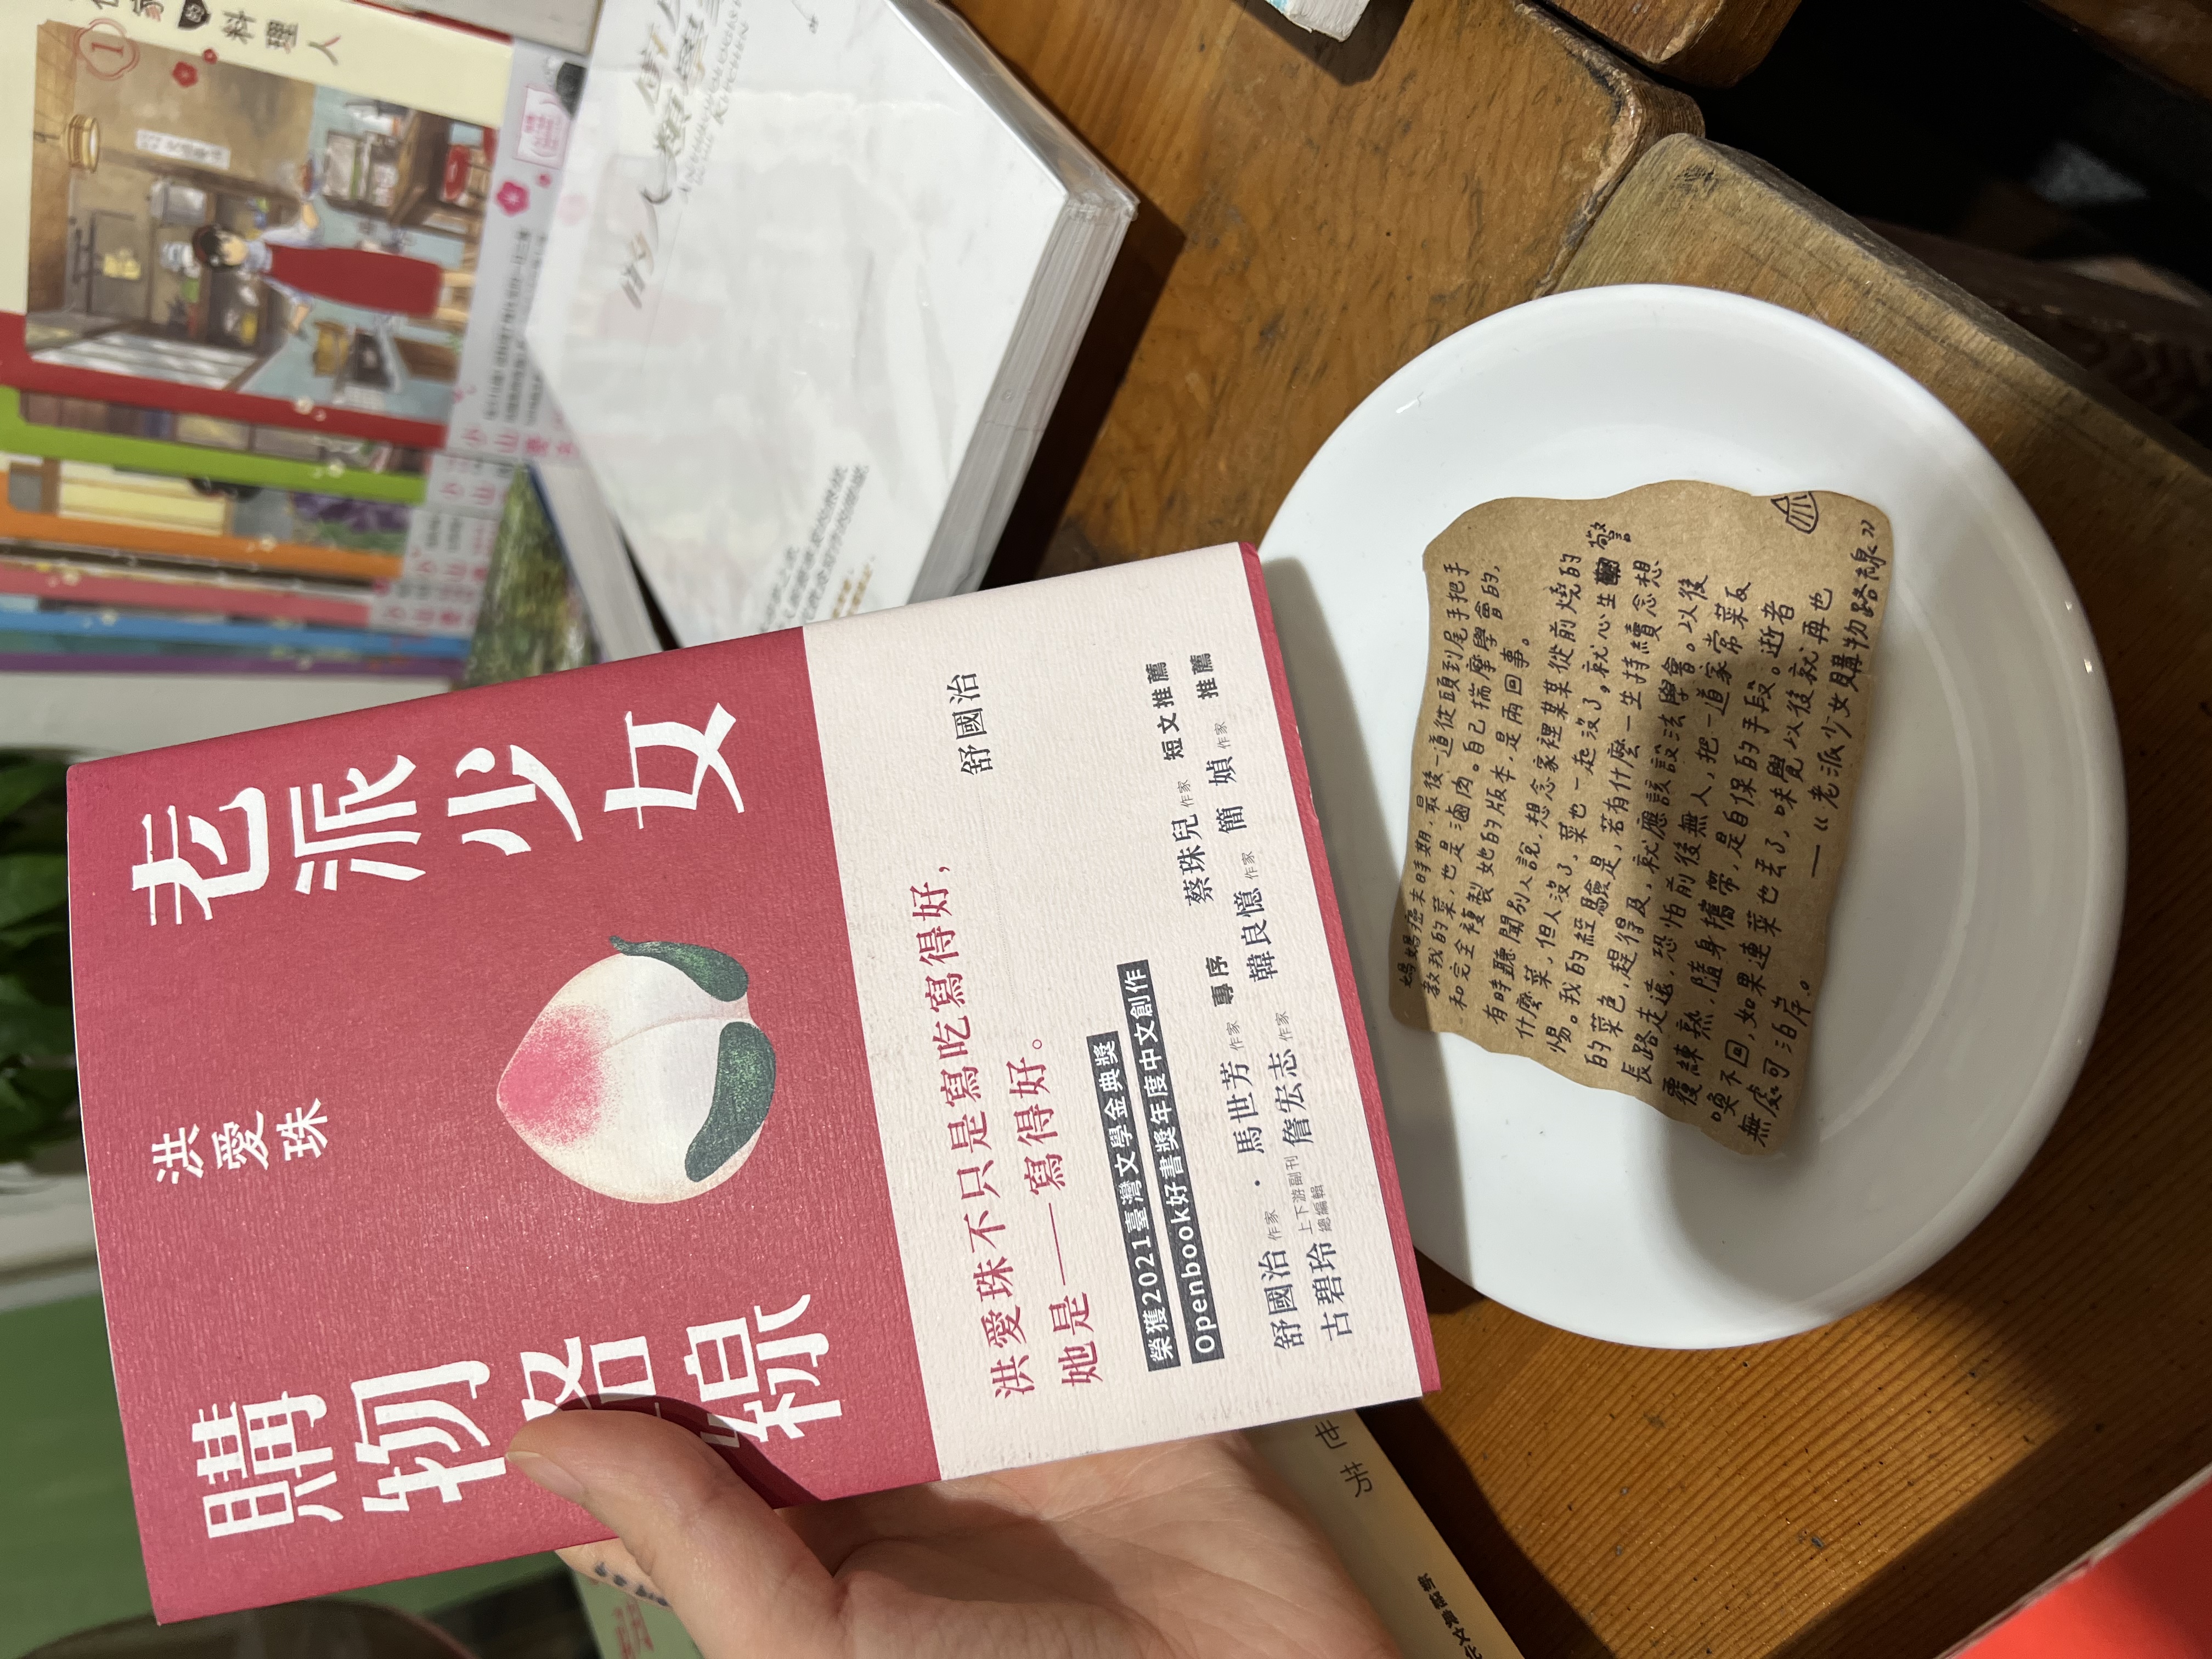 老派少女
購物路線
洪愛珠
洪愛珠不只是寫吃寫得好,
她是——寫得好。
舒國治
榮獲2021臺灣文學金典獎
Openbook好書獎年度中文創作
舒國治 作家 · 馬世芳 作家 專序
蔡珠兒 作家 短文推薦
古碧玲 上下游副刊 總編輯 詹宏志 作家 韓良憶 作家 簡媜 作家 推薦
媽媽癌末時期,最後一道從頭到尾手把手
教我的菜,也是滷肉。自己揣摩學會的,
和完全複製她的版本,是兩回事。
有時聽聞別人說,想念家裡某某從前燒的
什麼菜,但人沒了,菜也一起沒了。就心生警
惕。我的經驗是,若有什麼一生持續念想
的菜色,趕得及,就應該設法學會。以後
長路走遠,恐怕前後無人,把一道家常菜反
覆練熟,隨身攜帶,是自保的手段。逝者
喚不回,如果連菜也丟了,味覺以後就再也
無處可泊岸。
——《老派少女購物路線》
料理人
1
世芳